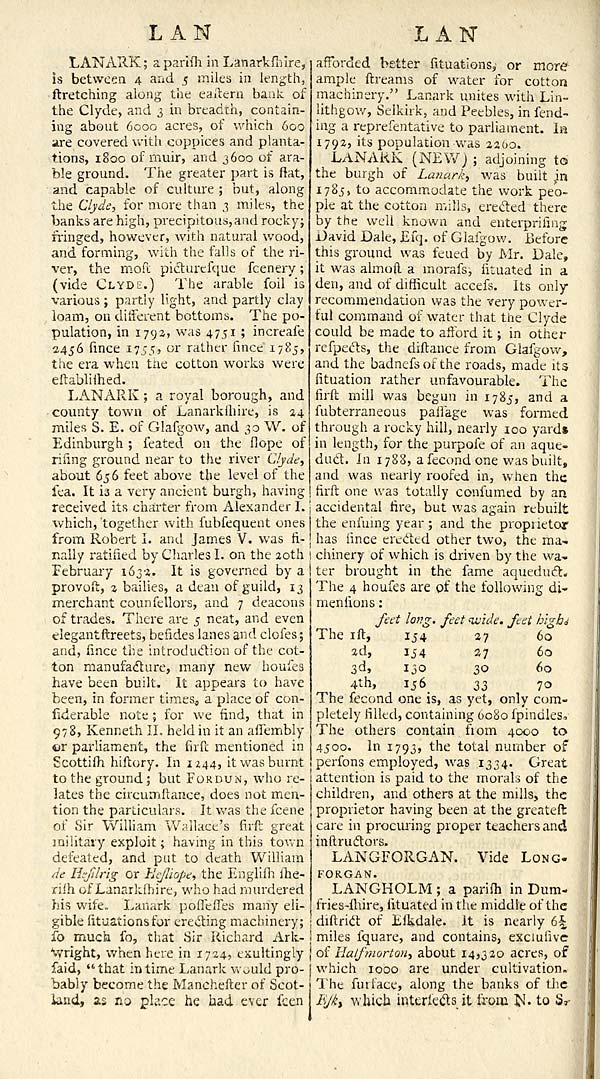 LAN
LANARK; a pariſh in Lanarkſhire,
is between 4 and 5 miles in length,
ſtretching along the eaſtern bank of
the Clyde, and 3 in breadth, contain-
ing about 6000 acres, of which 600
are covered with coppices and planta-
tions, 1800 of muir, and 3600 of ara-
ble ground. The greater part is flat,
and capable of culture; but, along
the Clyde, for more than 3 miles, the
banks are high, precipitous, and rocky;
fringed, however, with natural wood,
and forming, with the falls of the ri-
ver, the moſt pictureſque ſcenery;
(vide CLYDE.) The arable ſoil is
various; partly light, and partly clay
loam, on different bottoms. The po-
pulation, in 1792, was 4751; increaſe
2456 ſince 1755, or rather ſince 1785,
the era when the cotton works were
eſtabliſhed.
LANARK; a royal borough, and
county town of Lanarkſhire, is 24
miles S. E. of Glaſgow, and 30 W. of
Edinburgh; ſeated on the ſlope of
riſing ground near to the river Clyde,
about 656 feet above the level of the
ſea. It is a very ancient burgh, having
received its charter from Alexander I.
which, together with ſubſequent ones
from Robert I. and James V. was fi-
nally ratified by Charles I. on the 20th
February 1632. It is governed by a
provoſt, 2 bailies, a dean of guild, 13
merchant counſellors, and 7 deacons
of trades. There are 5 neat, and even
elegant ſtreets, beſides lanes and cloſes;
and, ſince the introduction of the cot-
ton manufacture, many new houſes
have been built. It appears to have
been, in former times, a place of con-
ſiderable note; for we find, that in
978, Kenneth II. held in it an aſſembly
or parliament, the firſt mentioned in
Scottiſh hiſtory. In 1244, it was burnt
to the ground; but FORDUN, who re-
lates the circumſtance, does not men-
tion the particulars. It was the ſcene
of Sir William Wallace's firſt great
military exploit; having in this town
defeated, and put to death William
de Heſilrig or Heſliope, the Engliſh ſhe-
riff of Lanarkſhire, who had murdered
his wife. Lanark poſſeſſes many eli-
gible ſituations for erecting machinery;
ſo much ſo, that Sir Richard Ark-
wright, when here in 1724, exultingly
ſaid, "that in time Lanark would pro-
bably become the Mancheſter of Scot-
land, as no place he had ever ſeen
LAN
afforded better ſituations, or more
ample ſtreams of water for cotton
machinery." Lanark unites with Lin-
lithgow, Selkirk, and Peebles, in ſend-
ing a repreſentative to parliament. In
1792, its population was 2260.
LANARK (NEW); adjoining to
the burgh of Lanark, was built in
1785, to accommodate the work peo-
ple at the cotton mills, erected there
by the well known and enterpriſing
David Dale, Eſq. of Glaſgow. Before
this ground was feued by Mr. Dale,
it was almoſt a moraſs, ſituated in a
den, and of difficult acceſs. Its only
recommendation was the very power-
ful command of water that the Clyde
could be made to afford it; in other
reſpects, the diſtance from Glaſgow,
and the badneſs of the roads, made its
ſituation rather unfavourable. The
firſt mill was begun in 1785, and a
ſubterraneous paſſage was formed
through a rocky hill, nearly 100 yards
in length, for the purpoſe of an aque-
duct. In 1788, a ſecond one was built,
and was nearly roofed in, when the
firſt one was totally conſumed by an
accidental fire, but was again rebuilt
the enſuing year; and the proprietor
has ſince erected other two, the ma-
chinery of which is driven by the wa-
ter brought in the ſame aqueduct.
The 4 houſes are of the following di-
menſions:
feet long. feet wide. feet high.
The 1ſt, 154 27 60
2d, 154 27 60
3d, 130 30 60
4th, 156 33 70
The ſecond one is, as yet, only com-
pletely filled, containing 6080 ſpindles.
The others contain from 4000 to
4500. In 1793, the total number of
perſons employed, was 1334. Great
attention is paid to the morals of the
children, and others at the mills, the
proprietor having been at the greateſt
care in procuring proper teachers and
inſtructors.
LANGFORGAN. Vide LONG-
FORGAN.
LANGHOLM; a pariſh in Dum-
fries-ſhire, ſituated in the middle of the
diſtrict of Eſkdale. It is nearly 6½
miles ſquare, and contains, excluſive
of Halfmorton, about 14,320 acres, of
which 1000 are under cultivation.
The ſurface, along the banks of the
Eſk, which interſects it from N. to S.